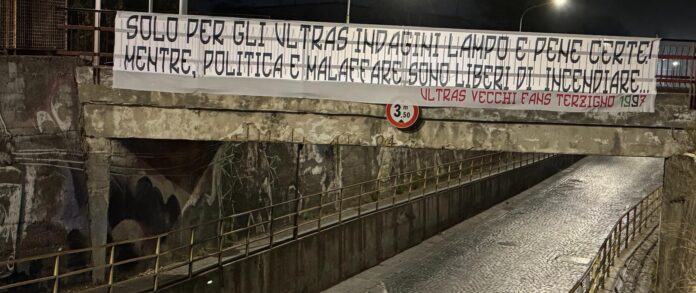 SOLO PER GLI ULTRAS INDAGINI LAMPO E PENE CERTE!
MENTRE, POLITICA E MALAFFARE SONO LIBERI DI INCENDIARE...
ULTRAS VECCHI FANS TERZIGNO 1997
3 m ,50